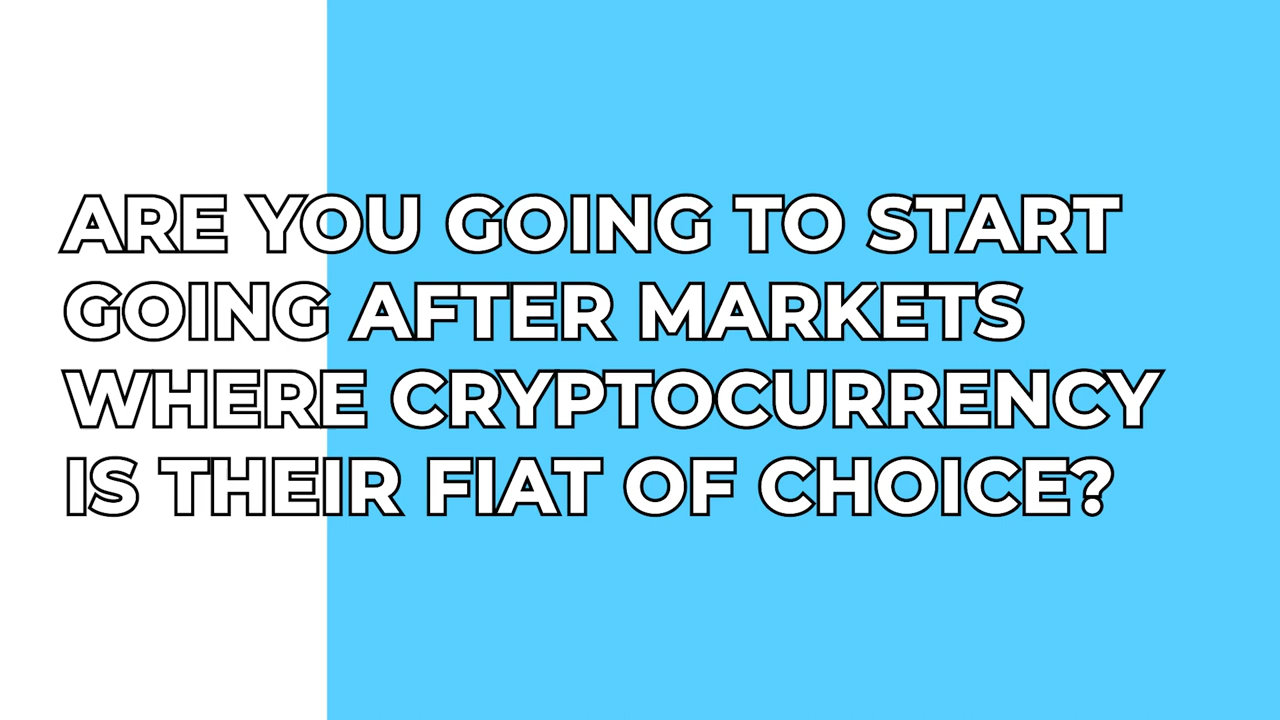 ARE YOU GOING TO START
GOING AFTER MARKETS
WHERE CRYPTOCURRENCY
IS THEIR FIAT OF CHOICE?